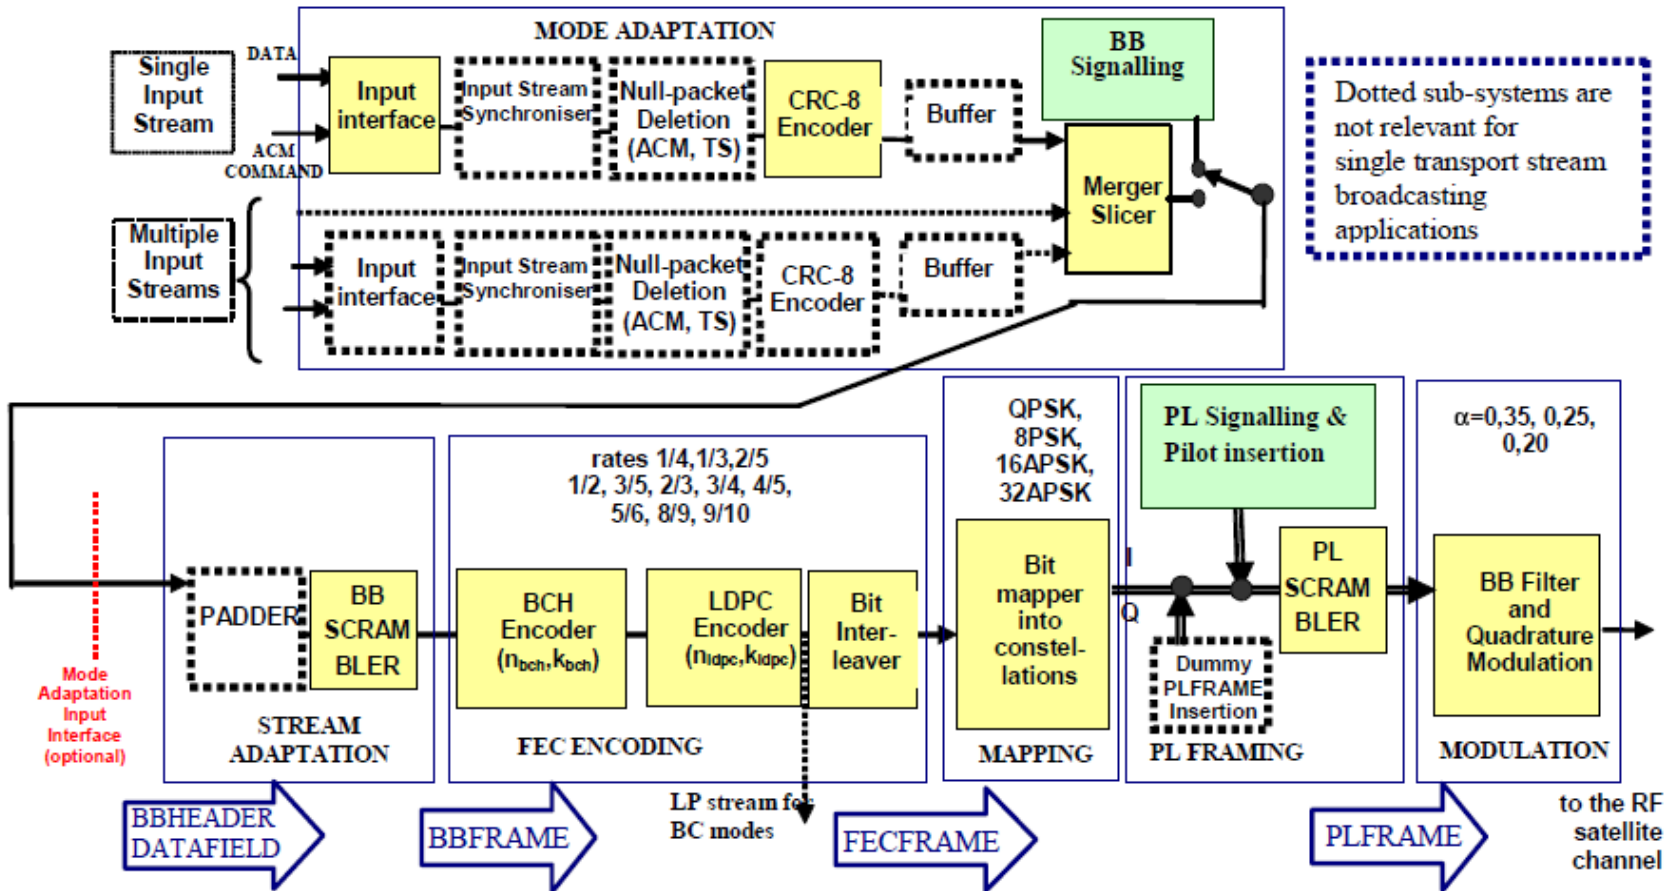 MODE ADAPTATION
Single
Input
Stream
DATA
ACM
COMMAND
Input
interface
Input Stream
Synchroniser
Null-packet
Deletion
(ACM, TS)
CRC-8
Encoder
Buffer
BB
Signalling
Merger
Slicer
Dotted sub-systems are
not relevant for
single transport stream
broadcasting
applications
Multiple
Input
Streams
Input
interface
Input Stream
Synchroniser
Null-packet
Deletion
(ACM, TS)
CRC-8
Encoder
Buffer
Mode
Adaptation
Input
Interface
(optional)
PADDER
BB
SCRAM
BLER
STREAM
ADAPTATION
rates 1/4,1/3,2/5
1/2, 3/5, 2/3, 3/4, 4/5,
5/6, 8/9, 9/10
BCH
Encoder
(nbch,kbch)
LDPC
Encoder
(nldpc,kldpc)
Bit
Inter-
leaver
FEC ENCODING
LP stream for
BC modes
QPSK,
8PSK,
16APSK,
32APSK
Bit
mapper
into
constel-
lations
MAPPING
I
Q
PL Signalling &
Pilot insertion
Dummy
PLFRAME
Insertion
PL
SCRAM
BLER
PL FRAMING
α=0,35, 0,25,
0,20
BB Filter
and
Quadrature
Modulation
MODULATION
BBHEADER
DATAFIELD
BBFRAME
FECFRAME
PLFRAME
to the RF
satellite
channel